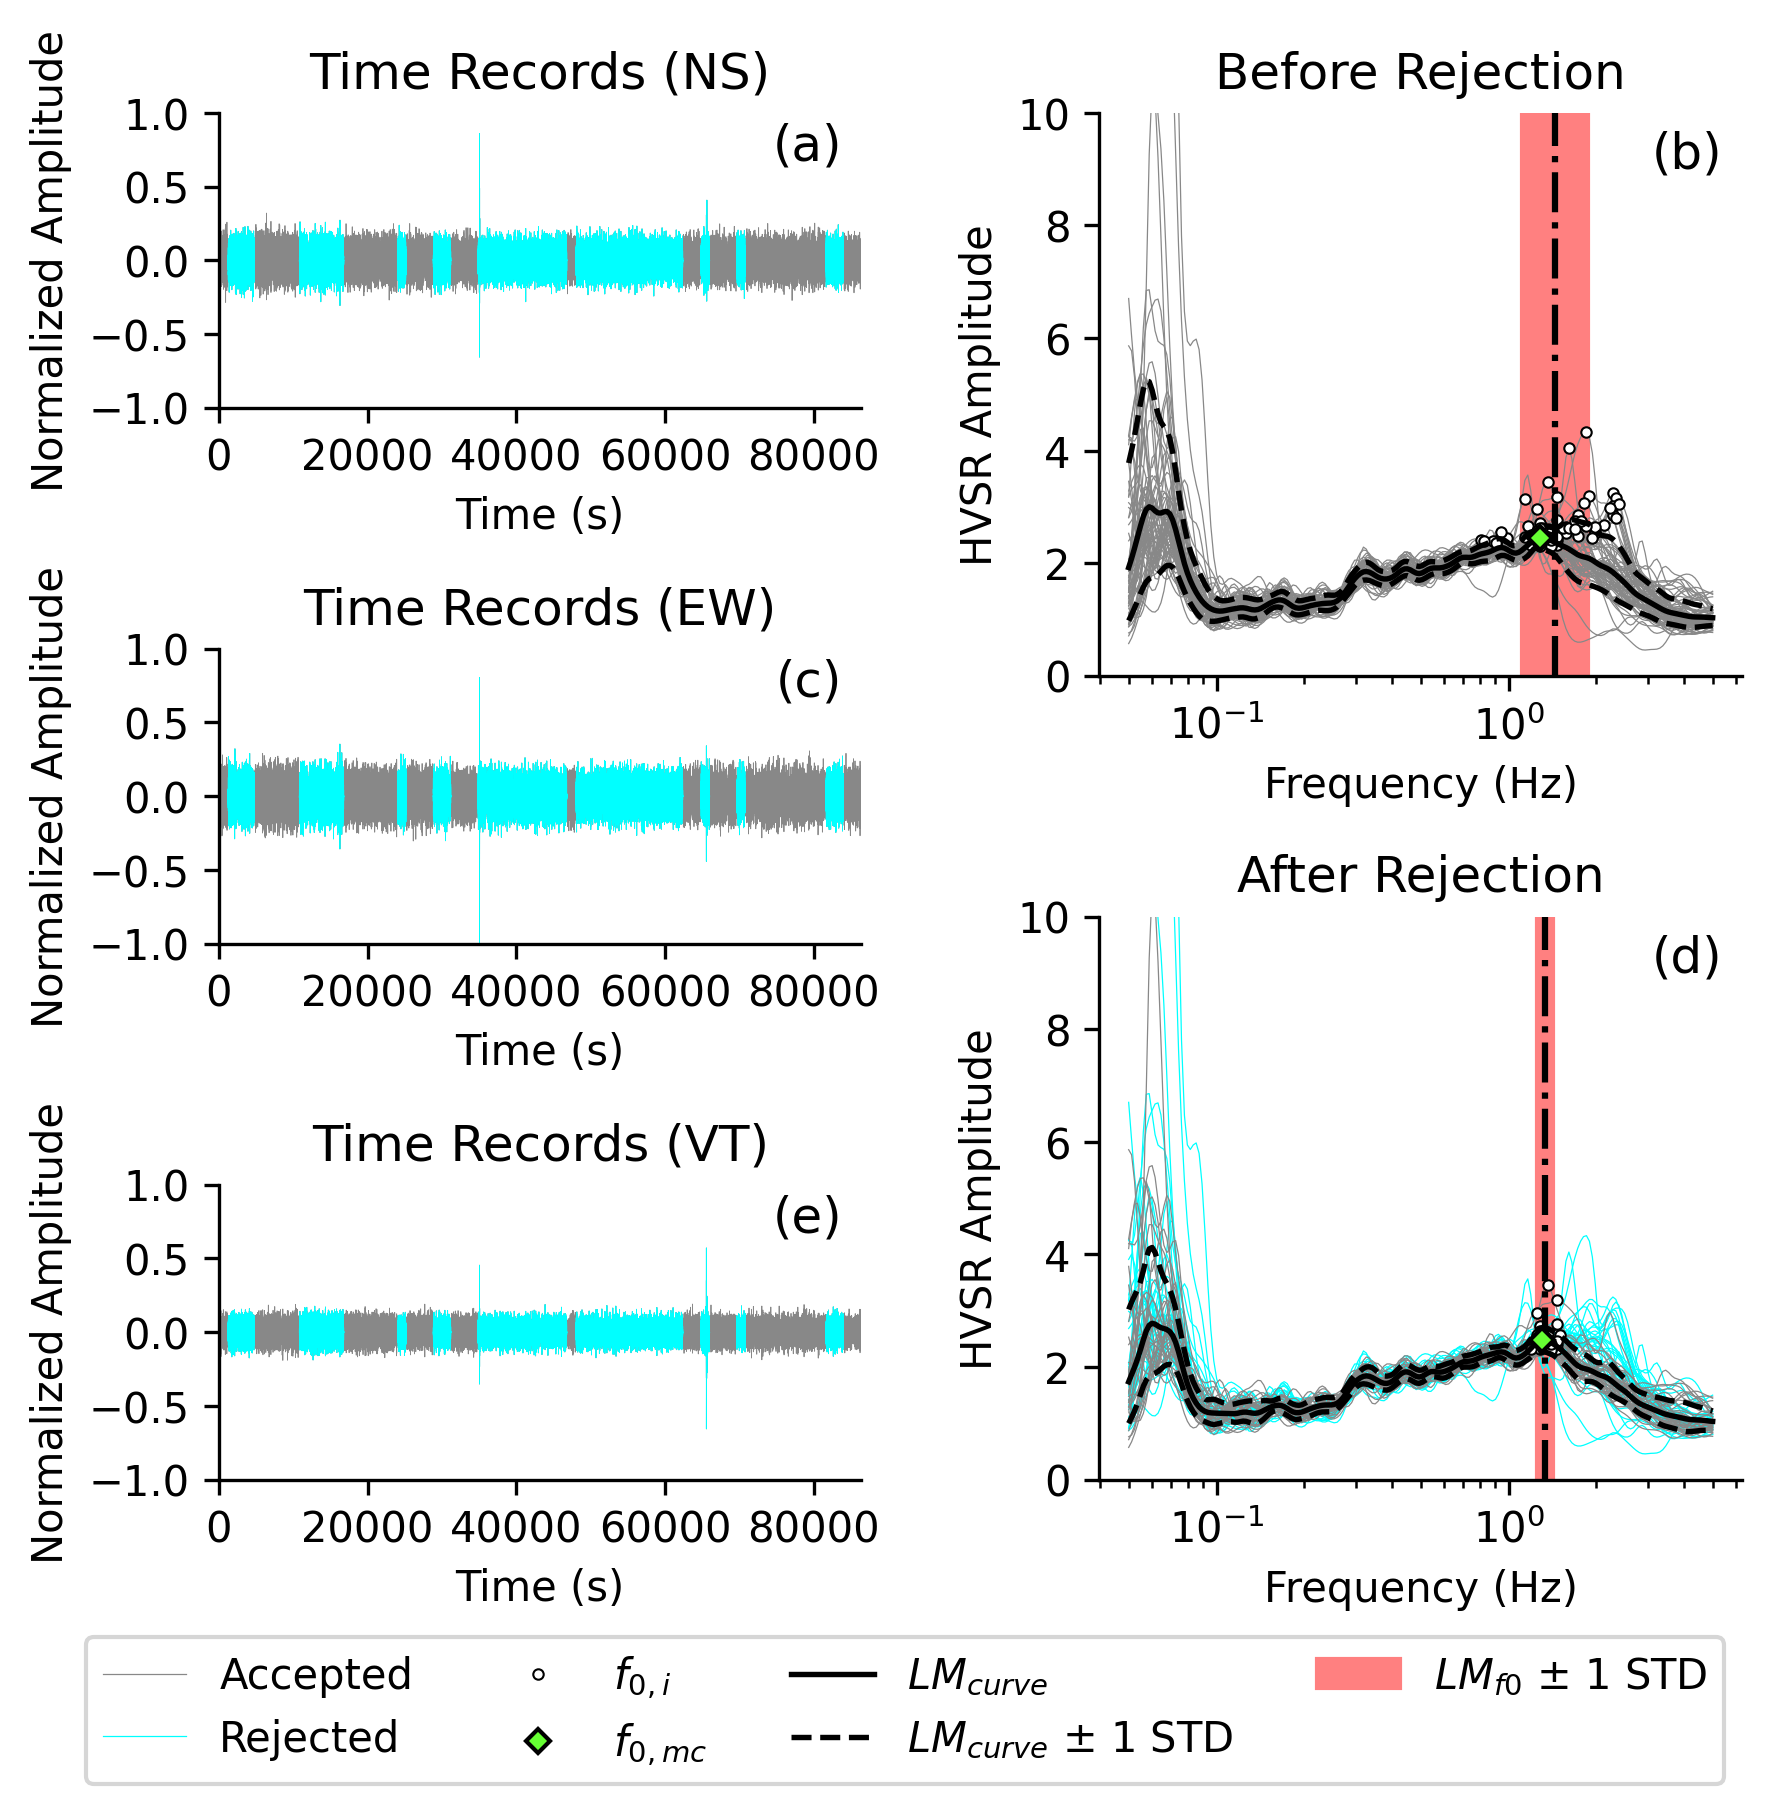 Time Records (NS)
(a)
Normalized Amplitude
1.0
0.5
0.0
−0.5
−1.0
0 20000 40000 60000 80000
Time (s)
Before Rejection
(b)
HVSR Amplitude
10
8
6
4
2
0
10⁻¹ 10⁰
Frequency (Hz)
Time Records (EW)
(c)
Normalized Amplitude
1.0
0.5
0.0
−0.5
−1.0
0 20000 40000 60000 80000
Time (s)
After Rejection
(d)
HVSR Amplitude
10
8
6
4
2
0
10⁻¹ 10⁰
Frequency (Hz)
Time Records (VT)
(e)
Normalized Amplitude
1.0
0.5
0.0
−0.5
−1.0
0 20000 40000 60000 80000
Time (s)
Accepted
Rejected
f0,i
f0,mc
LMcurve
LMcurve ± 1 STD
LMf0 ± 1 STD